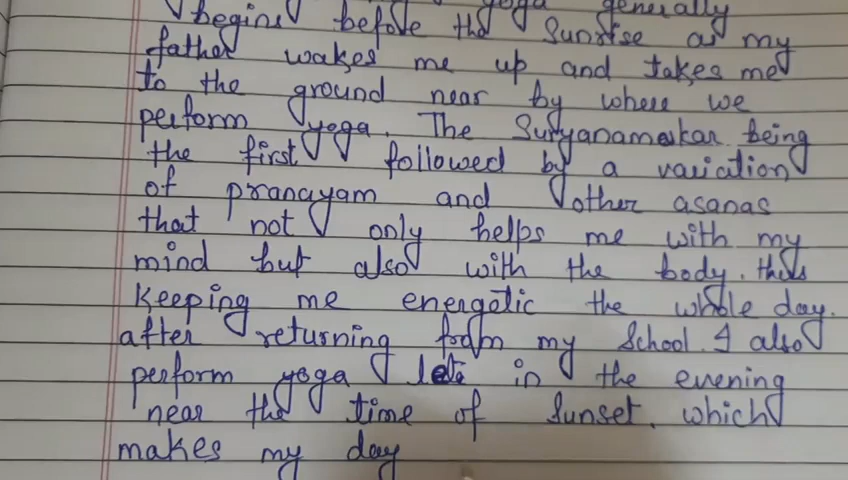 yoga generally
begins before the Sunrise as my
father wakes me up and takes me
to the ground near by where we
perform yoga. The Suryanamaskar being
the first followed by a variation
of pranayam and other asanas
that not only helps me with my
mind but also with the body. thus
keeping me energetic the whole day.
after returning from my School. I also
perform yoga late in the evening
near the time of Sunset. which
makes my day